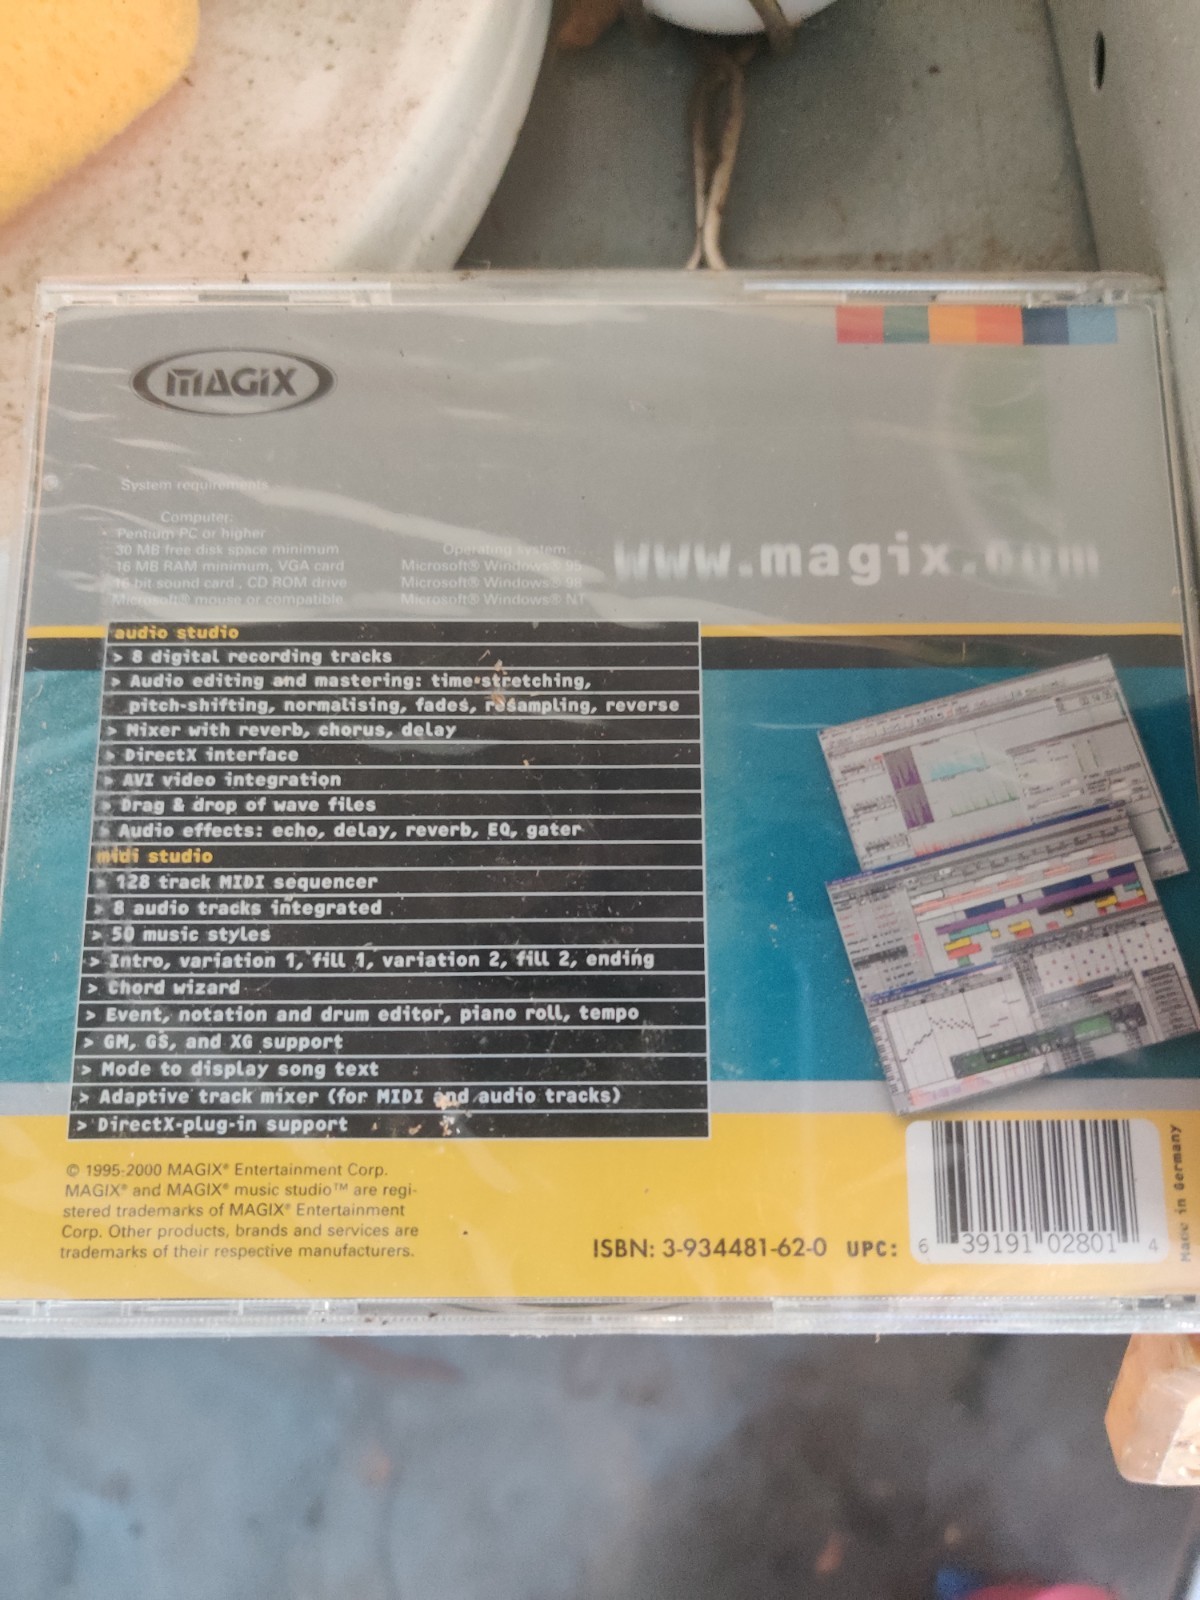 MAGIX
System requirements
Computer:
Pentium PC or higher
30 MB free disk space minimum
16 MB RAM minimum, VGA card
16 bit sound card, CD ROM drive
Microsoft® mouse or compatible
Operating system:
Microsoft® Windows® 95
Microsoft® Windows® 98
Microsoft® Windows® NT
www.magix.com
audio studio
> 8 digital recording tracks
> Audio editing and mastering: time-stretching,
pitch-shifting, normalising, fades, resampling, reverse
> Mixer with reverb, chorus, delay
> DirectX interface
> AVI video integration
> Drag & drop of wave files
> Audio effects: echo, delay, reverb, EQ, gater
midi studio
> 128 track MIDI sequencer
> 8 audio tracks integrated
> 50 music styles
> Intro, variation 1, fill 1, variation 2, fill 2, ending
> Chord wizard
> Event, notation and drum editor, piano roll, tempo
> GM, GS, and XG support
> Mode to display song text
> Adaptive track mixer (for MIDI and audio tracks)
> DirectX-plug-in support
© 1995-2000 MAGIX® Entertainment Corp.
MAGIX® and MAGIX® music studio™ are regi-
stered trademarks of MAGIX® Entertainment
Corp. Other products, brands and services are
trademarks of their respective manufacturers.
ISBN: 3-934481-62-0 UPC:
6 39191 02801 4
Made in Germany